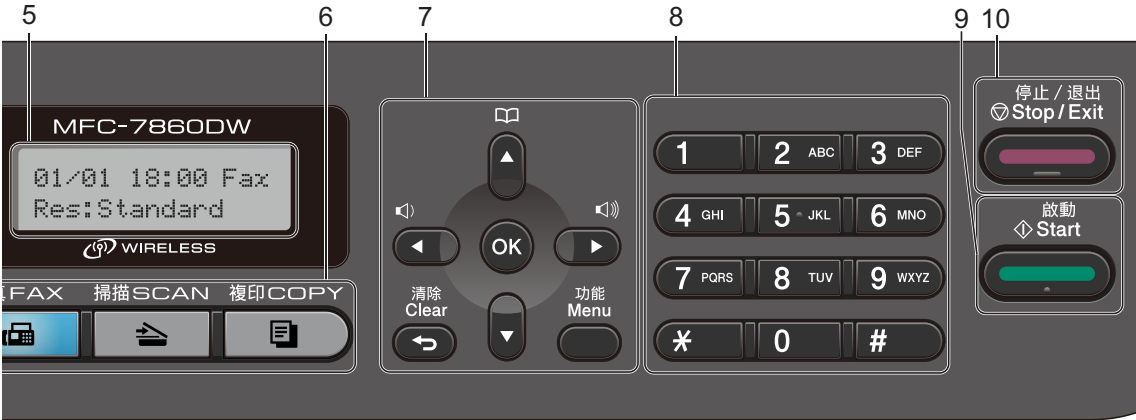 5
6
7
8
9
10
MFC-7860DW
01/01 18:00 Fax
Res:Standard
WIRELESS
FAX
掃描SCAN
複印COPY
清除
Clear
OK
功能
Menu
1
2 ABC
3 DEF
4 GHI
5 JKL
6 MNO
7 PQRS
8 TUV
9 WXYZ
*
0
#
停止 / 退出
Stop / Exit
啟動
Start